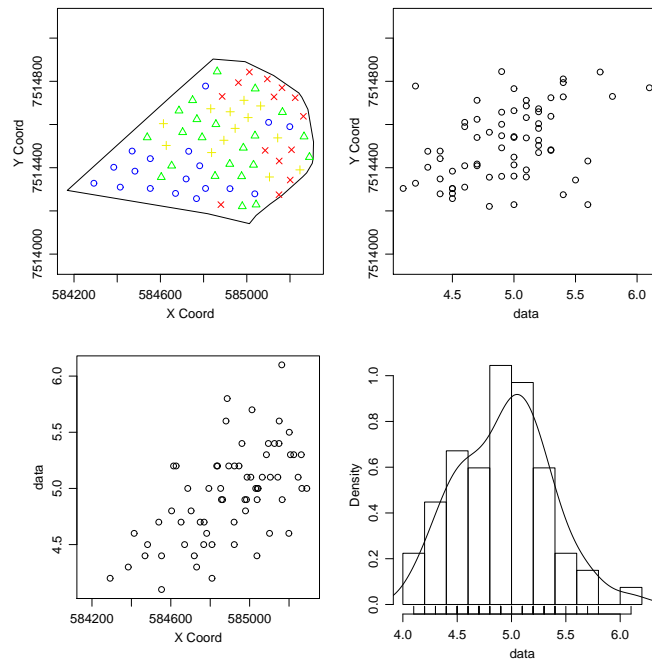 Y Coord
7514000 7514400 7514800
584200 584600 585000
X Coord
Y Coord
7514000 7514400 7514800
4.5 5.0 5.5 6.0
data
data
4.5 5.0 5.5 6.0
584200 584600 585000
X Coord
Density
0.0 0.2 0.4 0.6 0.8 1.0
4.0 4.5 5.0 5.5 6.0
data